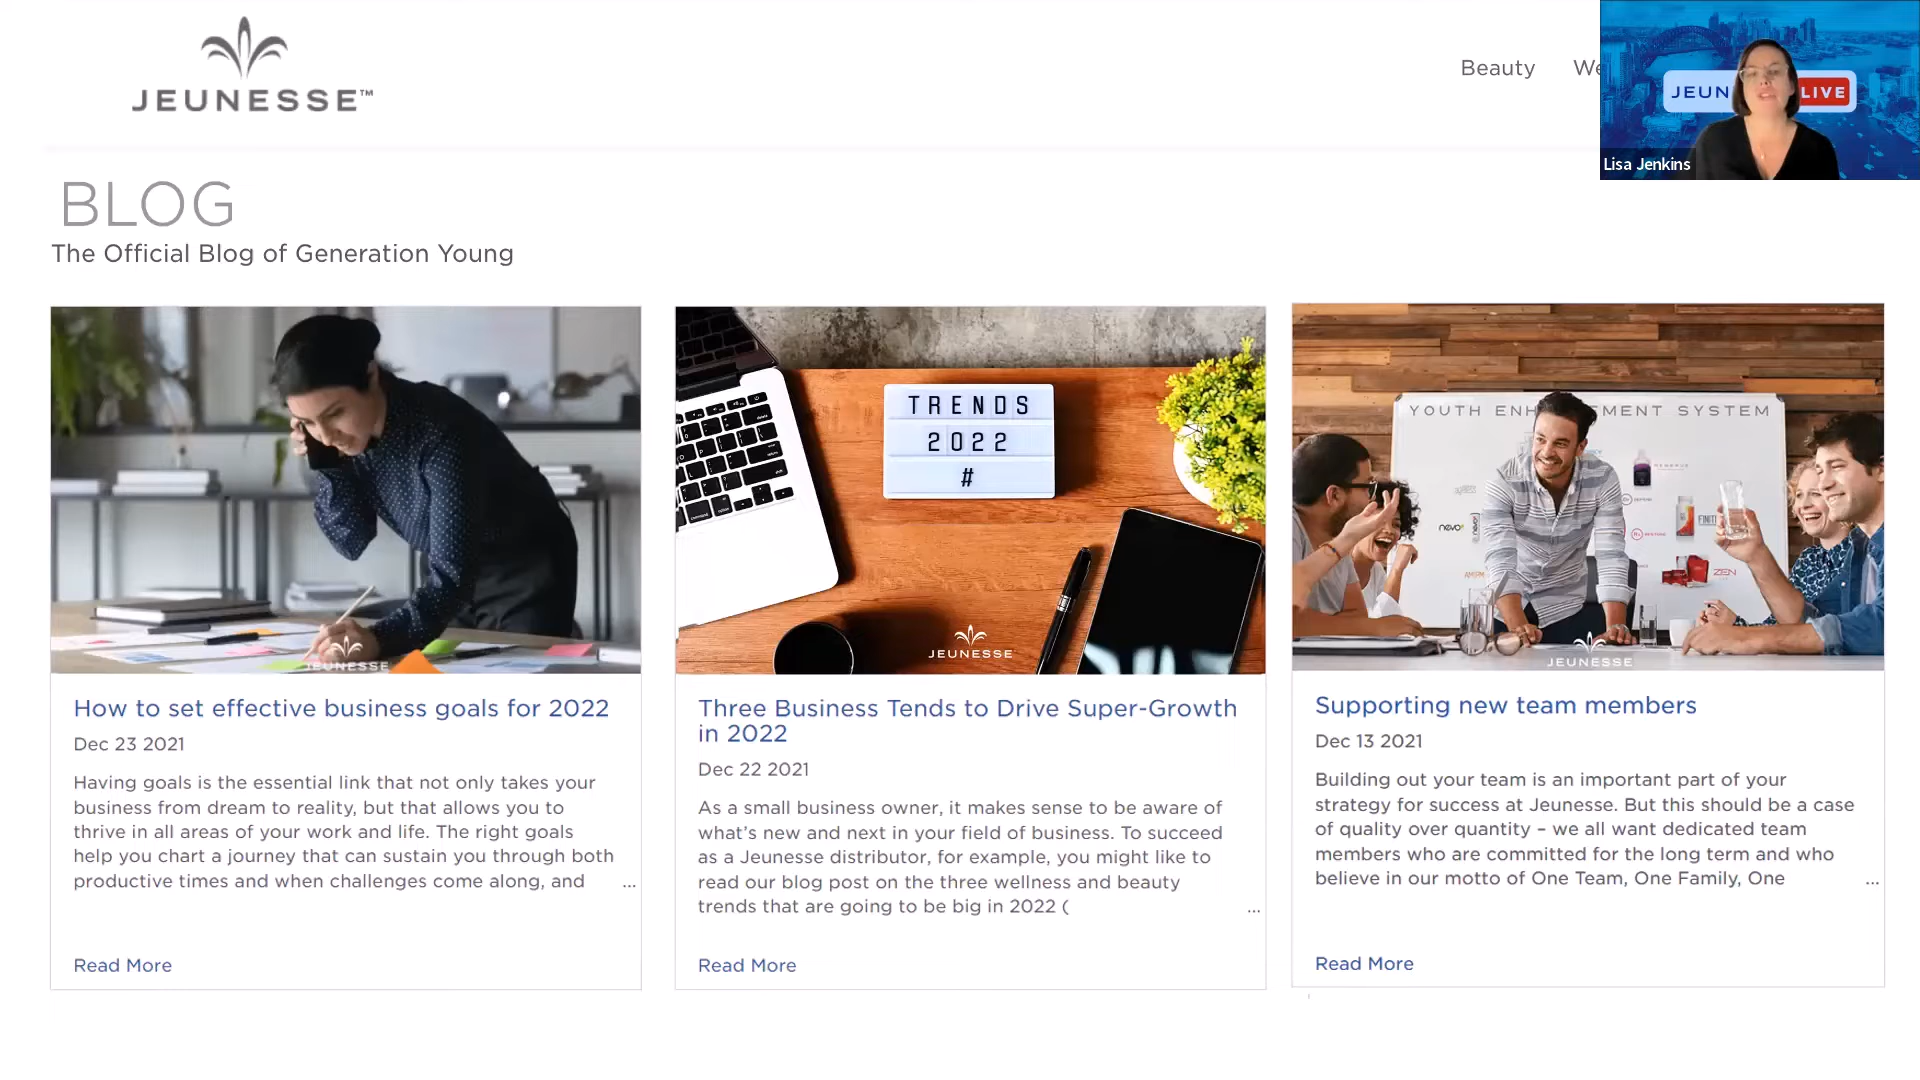 JEUNESSE™
Beauty
JEUN LIVE
Lisa Jenkins
BLOG
The Official Blog of Generation Young
TRENDS
2022
#
JEUNESSE
JEUNESSE
YOUTH ENH MENT SYSTEM
RESERVE
nevo
FINITI
ZEN
JEUNESSE
How to set effective business goals for 2022
Dec 23 2021
Having goals is the essential link that not only takes your
business from dream to reality, but that allows you to
thrive in all areas of your work and life. The right goals
help you chart a journey that can sustain you through both
productive times and when challenges come along, and ...
Read More
Three Business Tends to Drive Super-Growth
in 2022
Dec 22 2021
As a small business owner, it makes sense to be aware of
what's new and next in your field of business. To succeed
as a Jeunesse distributor, for example, you might like to
read our blog post on the three wellness and beauty
trends that are going to be big in 2022 ( ...
Read More
Supporting new team members
Dec 13 2021
Building out your team is an important part of your
strategy for success at Jeunesse. But this should be a case
of quality over quantity – we all want dedicated team
members who are committed for the long term and who
believe in our motto of One Team, One Family, One ...
Read More